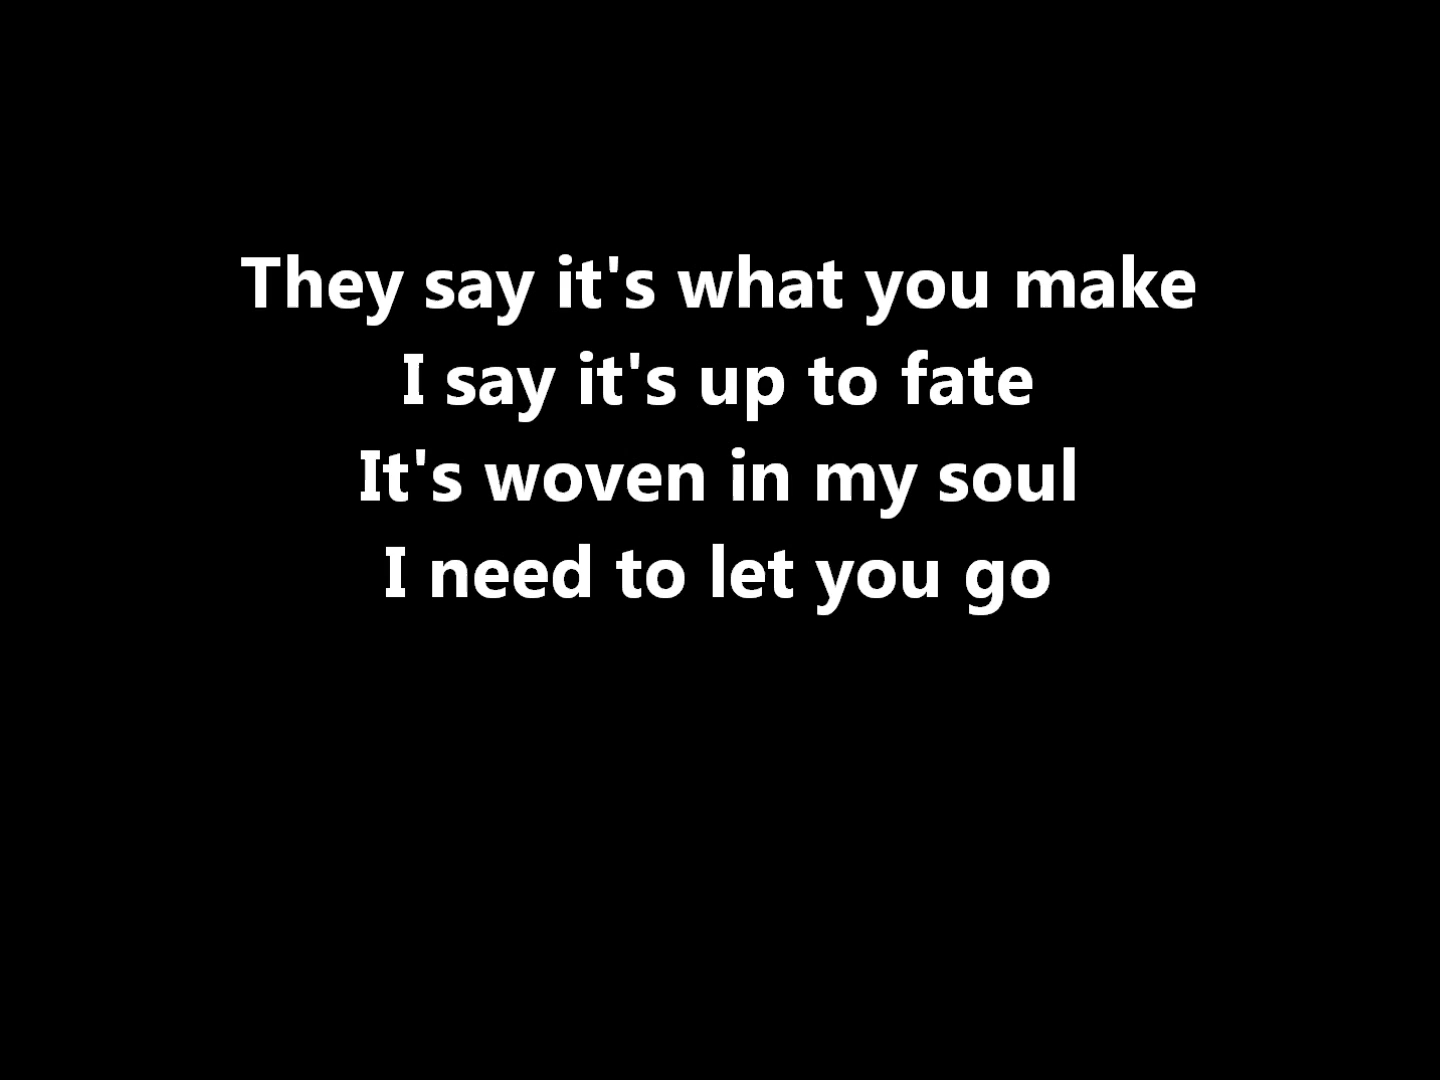 They say it's what you make
I say it's up to fate
It's woven in my soul
I need to let you go